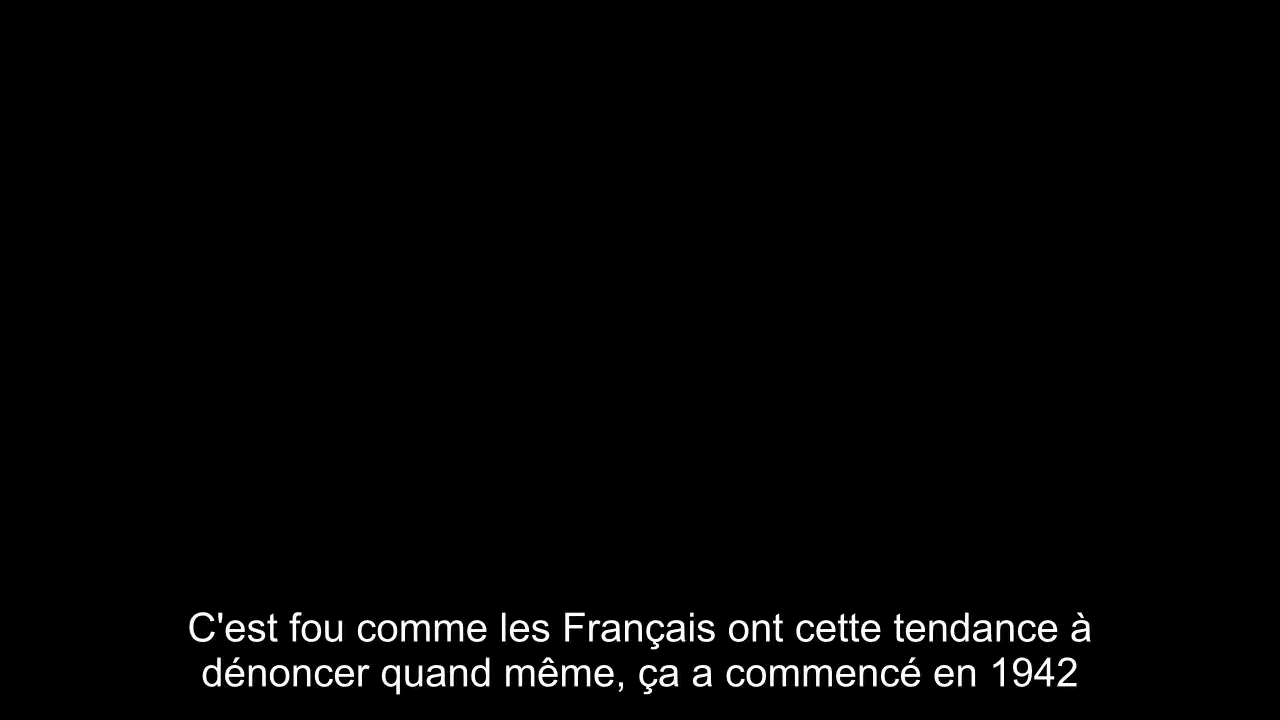 C'est fou comme les Français ont cette tendance à
dénoncer quand même, ça a commencé en 1942